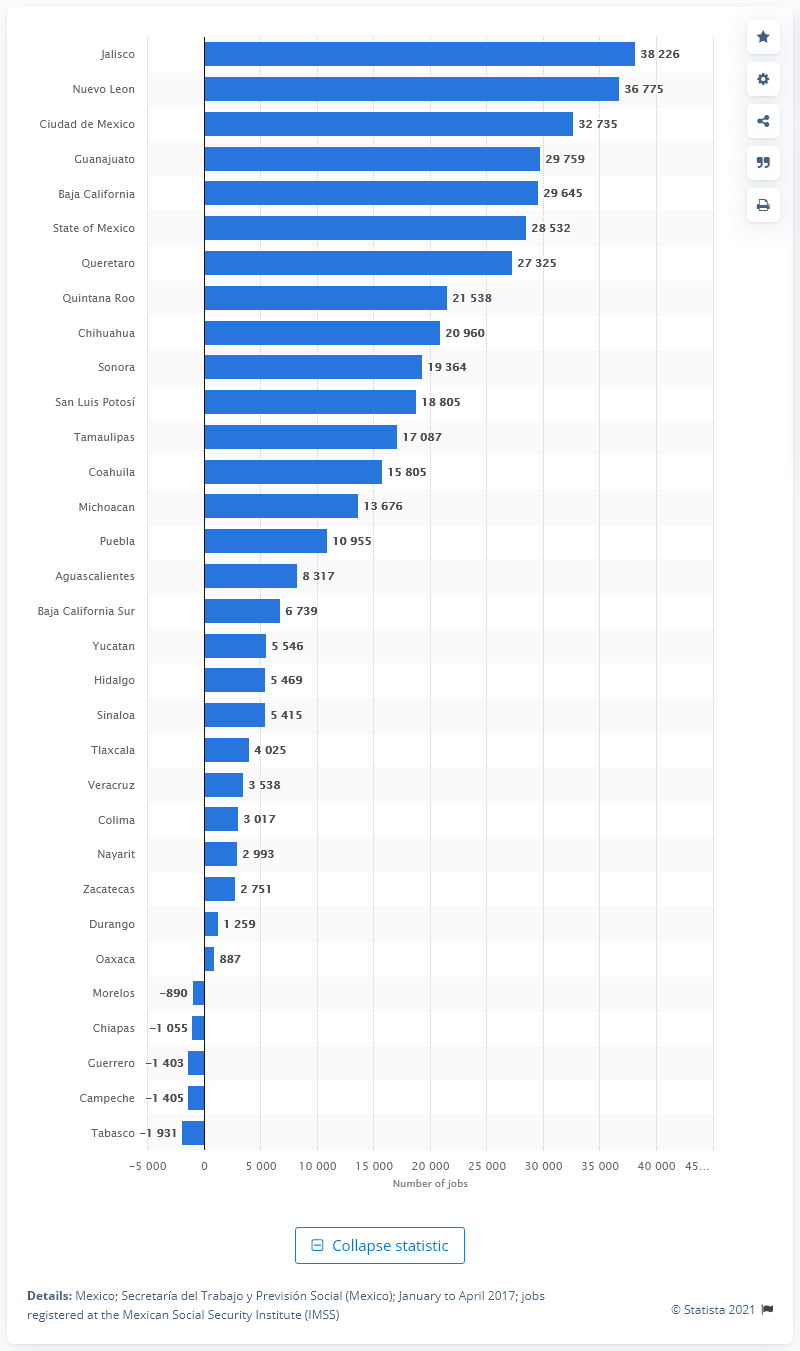 Jalisco 38 226
Nuevo Leon 36 775
Ciudad de Mexico 32 735
Guanajuato 29 759
Baja California 29 645
State of Mexico 28 532
Queretaro 27 325
Quintana Roo 21 538
Chihuahua 20 960
Sonora 19 364
San Luis Potosí 18 805
Tamaulipas 17 087
Coahuila 15 805
Michoacan 13 676
Puebla 10 955
Aguascalientes 8 317
Baja California Sur 6 739
Yucatan 5 546
Hidalgo 5 469
Sinaloa 5 415
Tlaxcala 4 025
Veracruz 3 538
Colima 3 017
Nayarit 2 993
Zacatecas 2 751
Durango 1 259
Oaxaca 887
Morelos −890
Chiapas −1 055
Guerrero −1 403
Campeche −1 405
Tabasco −1 931
−5 000 0 5 000 10 000 15 000 20 000 25 000 30 000 35 000 40 000 45…
Number of jobs
Collapse statistic
Details: Mexico; Secretaría del Trabajo y Previsión Social (Mexico); January to April 2017; jobs
registered at the Mexican Social Security Institute (IMSS)
© Statista 2021